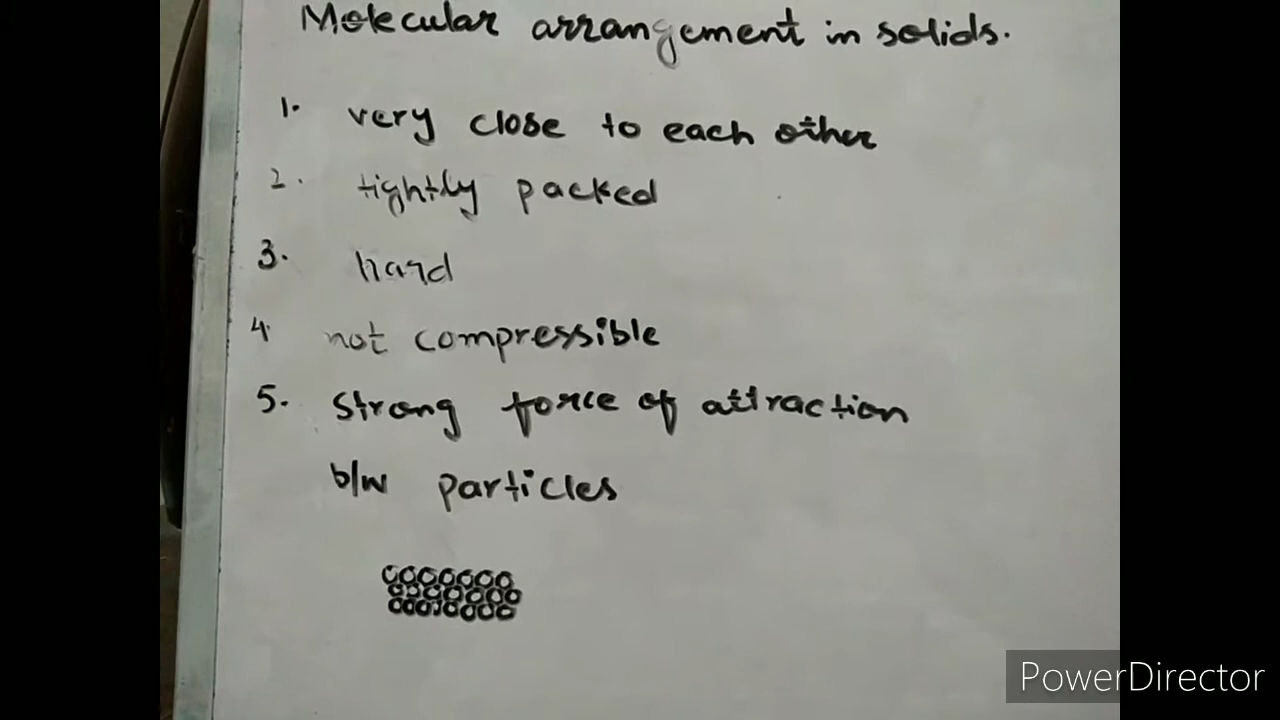 Molecular arrangement in solids.
1. very close to each other
2. tightly packed
3. hard
4. not compressible
5. strong force of attraction
b/w particles
PowerDirector